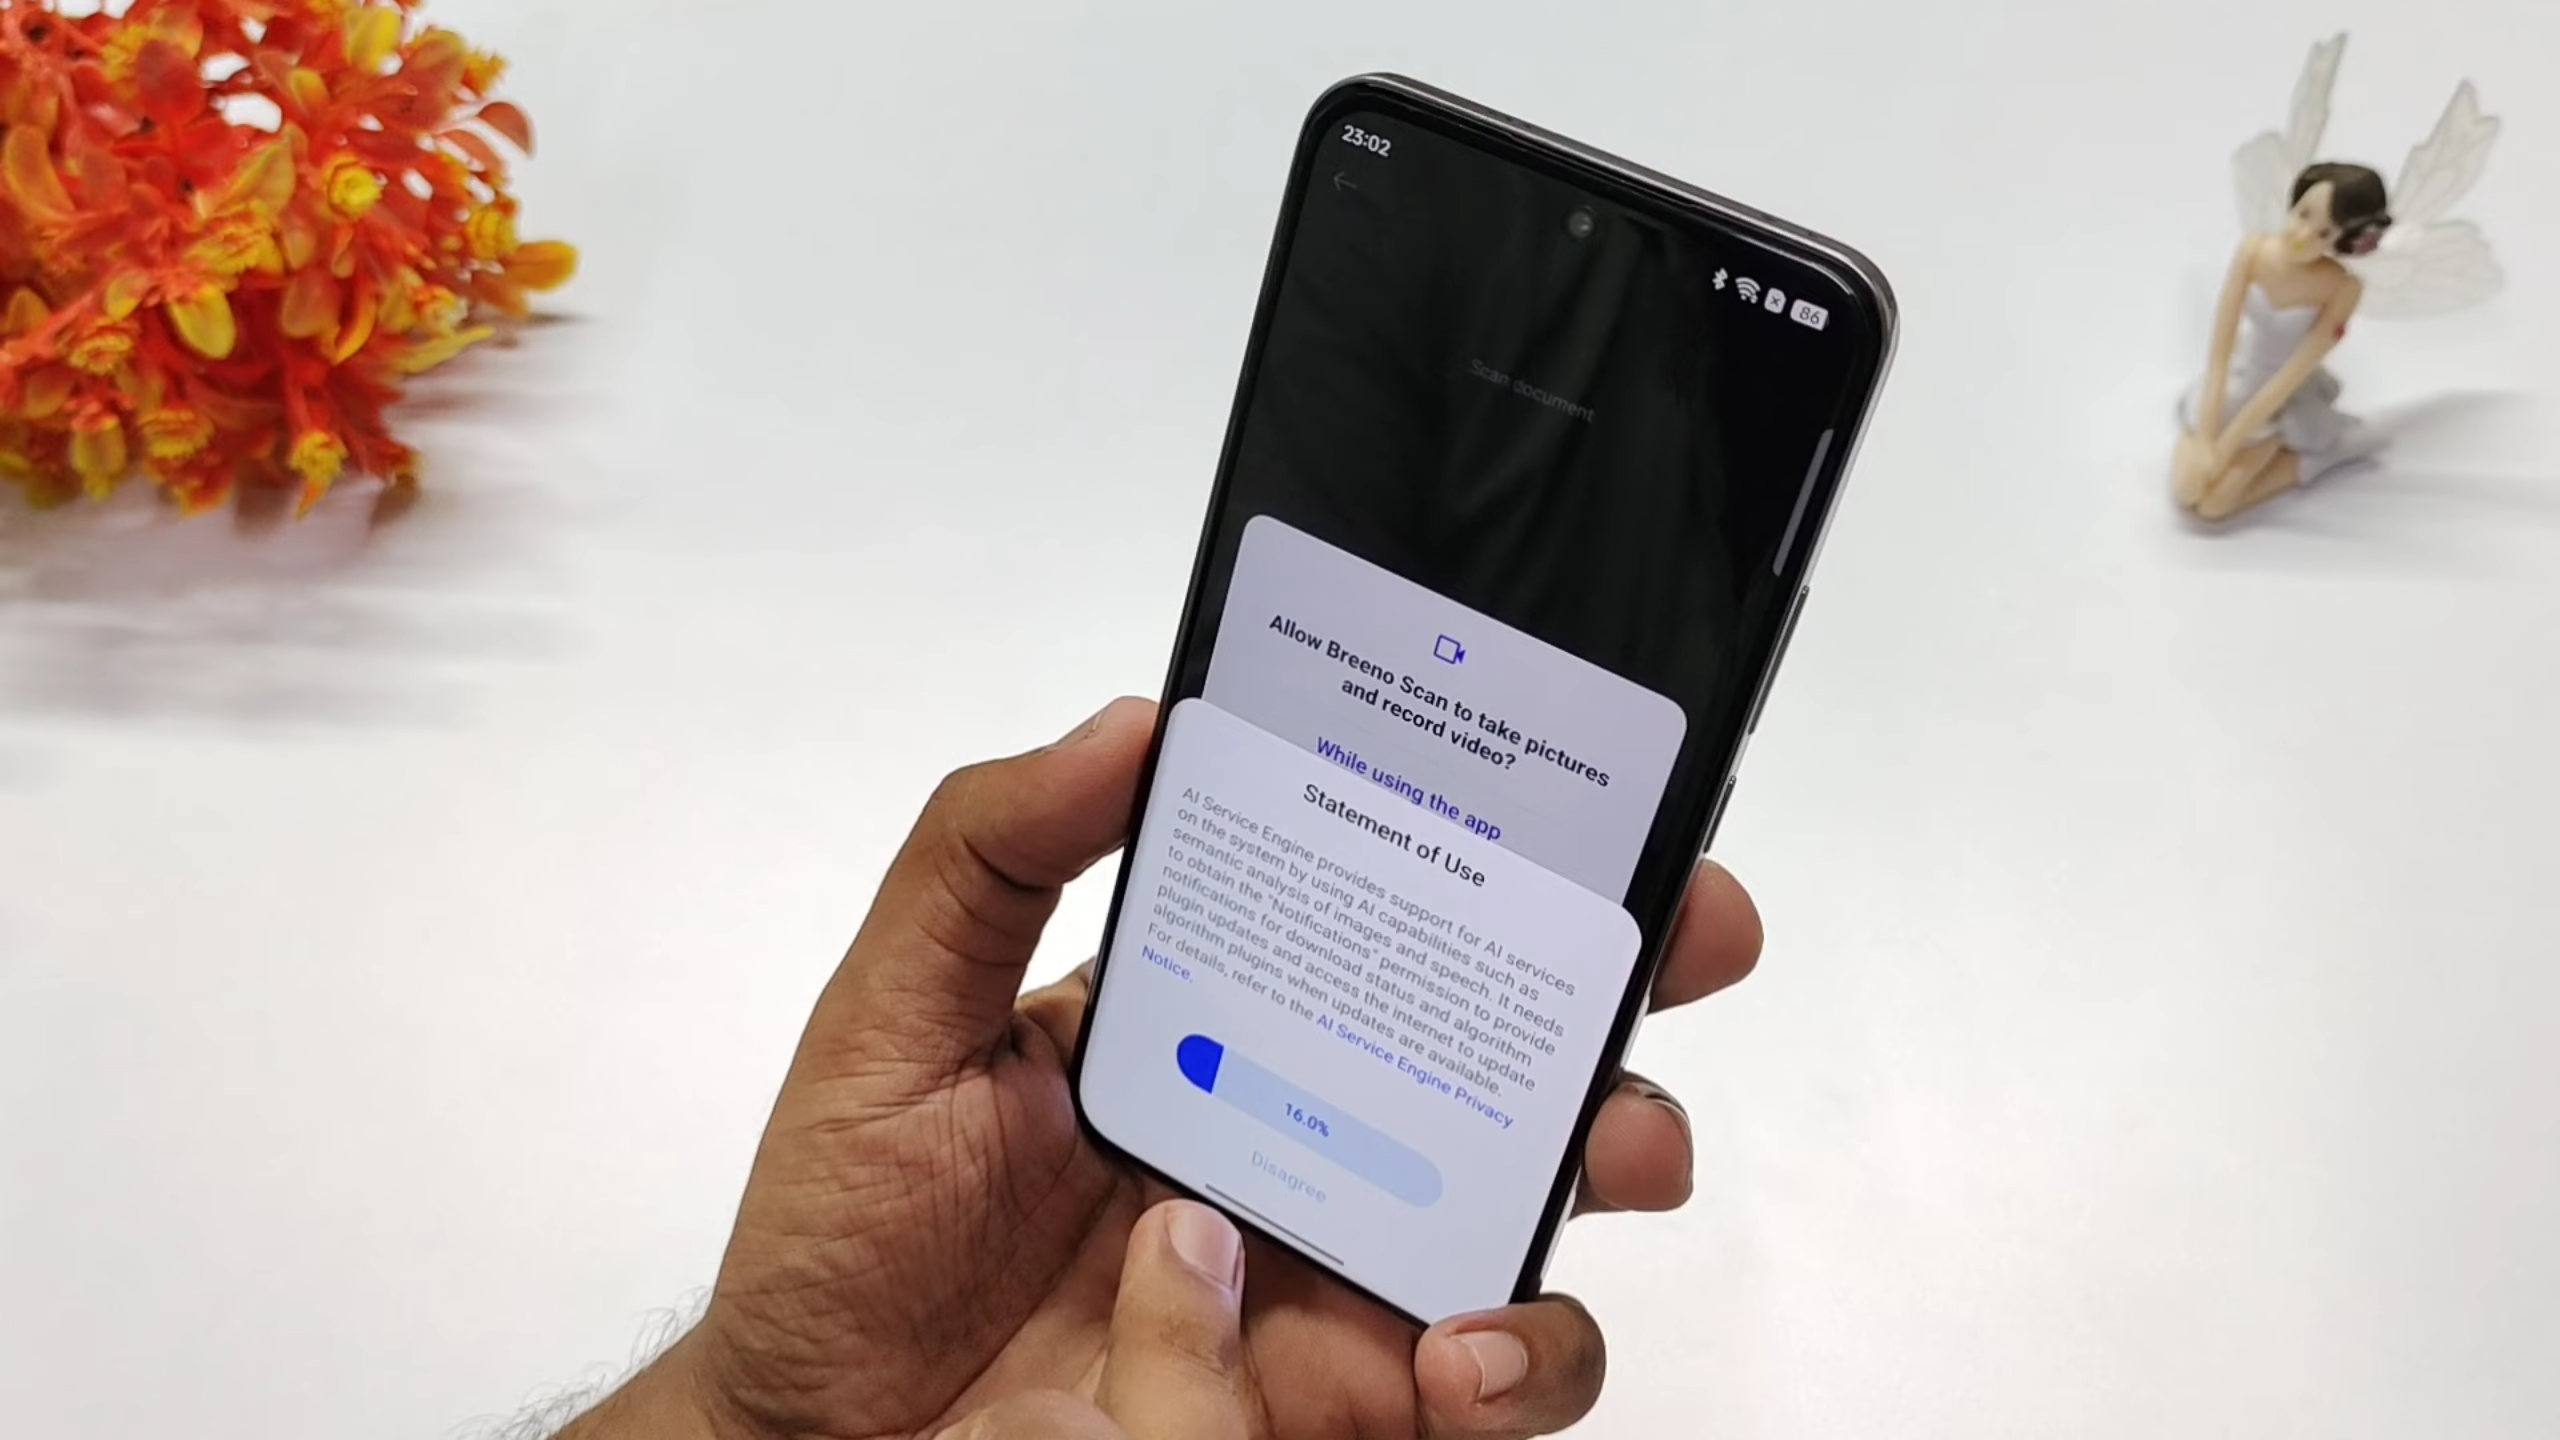 23:02
86
Scan document
Allow Breeno Scan to take pictures
and record video?
While using the app
Statement of Use
AI Service Engine provides support for AI services
on the system by using AI capabilities such as
semantic analysis of images and speech. It needs
to obtain the "Notifications" permission to provide
notifications for download status and algorithm
plugin updates and access the internet to update
algorithm plugins when updates are available.
For details, refer to the AI Service Engine Privacy
Notice.
16.0%
Disagree